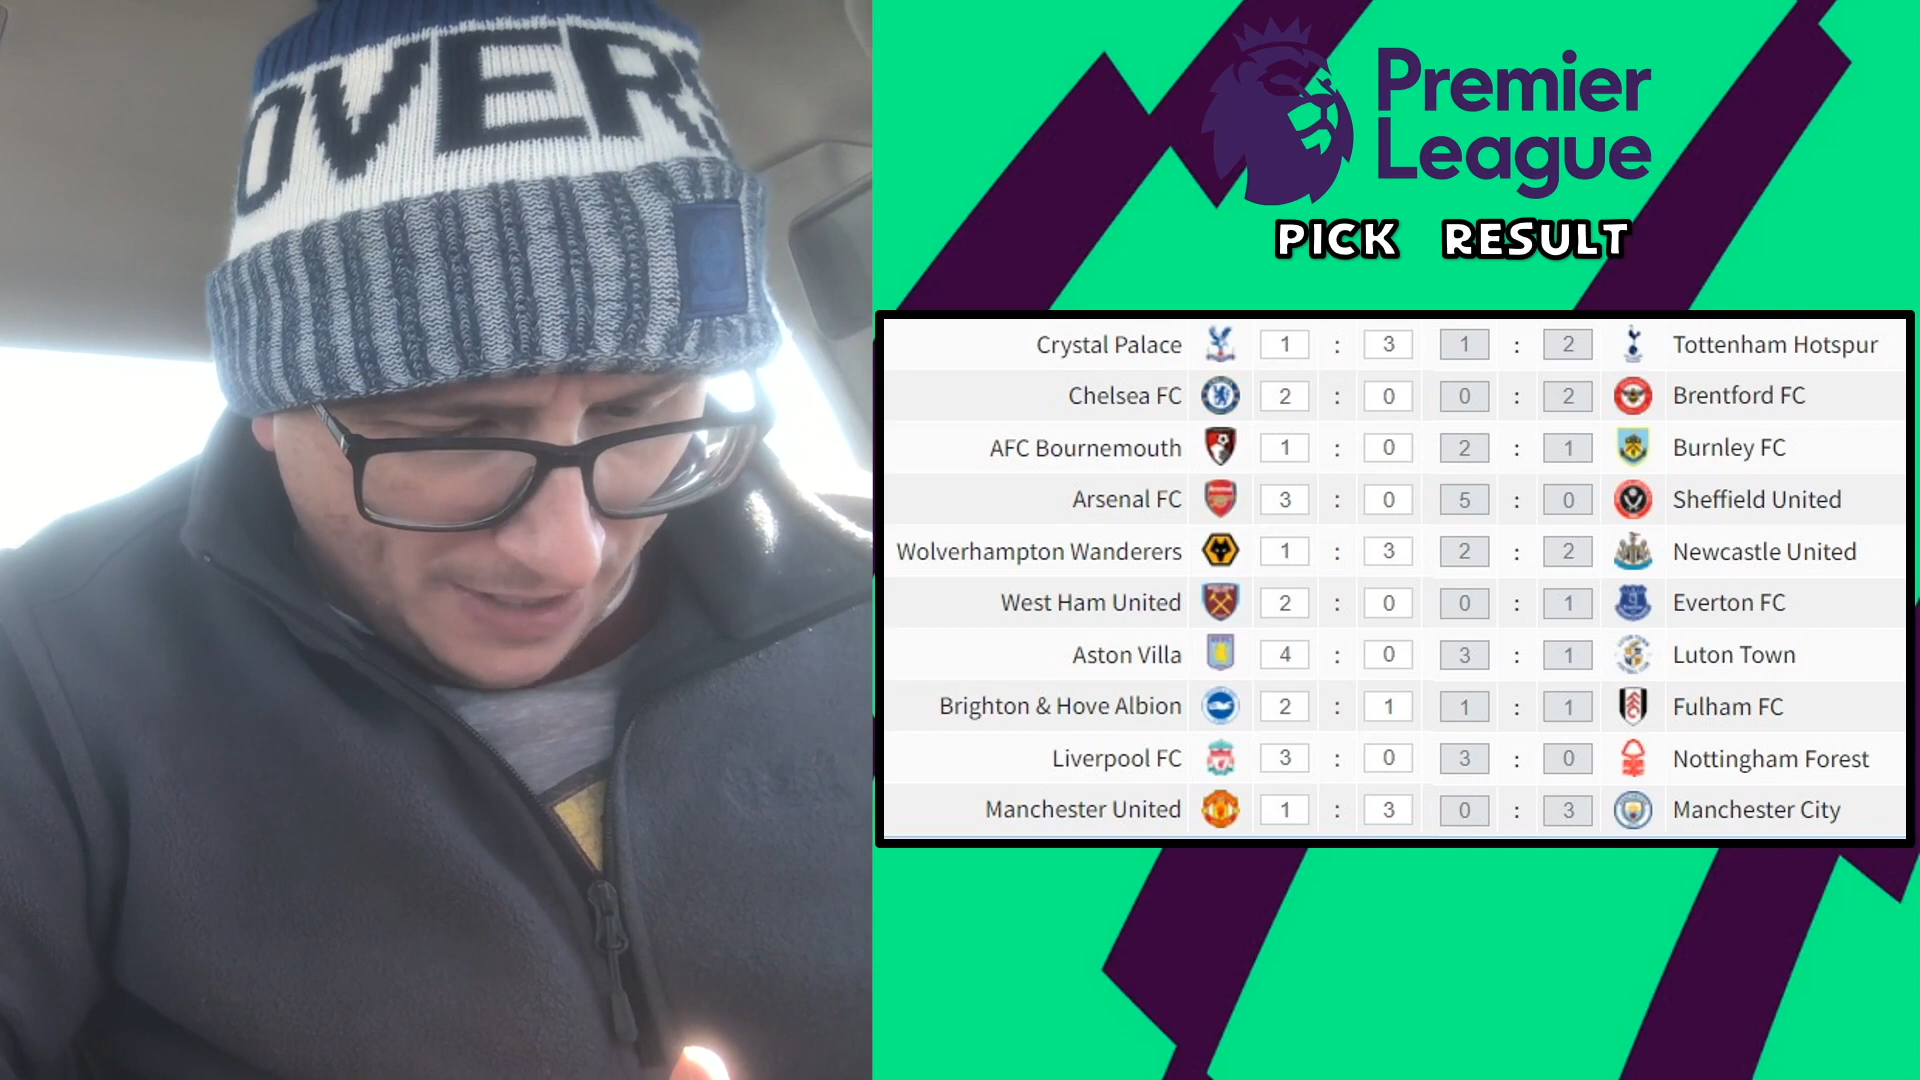 OVER
Premier
League
PICK RESULT
Crystal Palace 1 : 3 1 : 2 Tottenham Hotspur
Chelsea FC 2 : 0 0 : 2 Brentford FC
AFC Bournemouth 1 : 0 2 : 1 Burnley FC
Arsenal FC 3 : 0 5 : 0 Sheffield United
Wolverhampton Wanderers 1 : 3 2 : 2 Newcastle United
West Ham United 2 : 0 0 : 1 Everton FC
Aston Villa 4 : 0 3 : 1 Luton Town
Brighton & Hove Albion 2 : 1 1 : 1 Fulham FC
Liverpool FC 3 : 0 3 : 0 Nottingham Forest
Manchester United 1 : 3 0 : 3 Manchester City